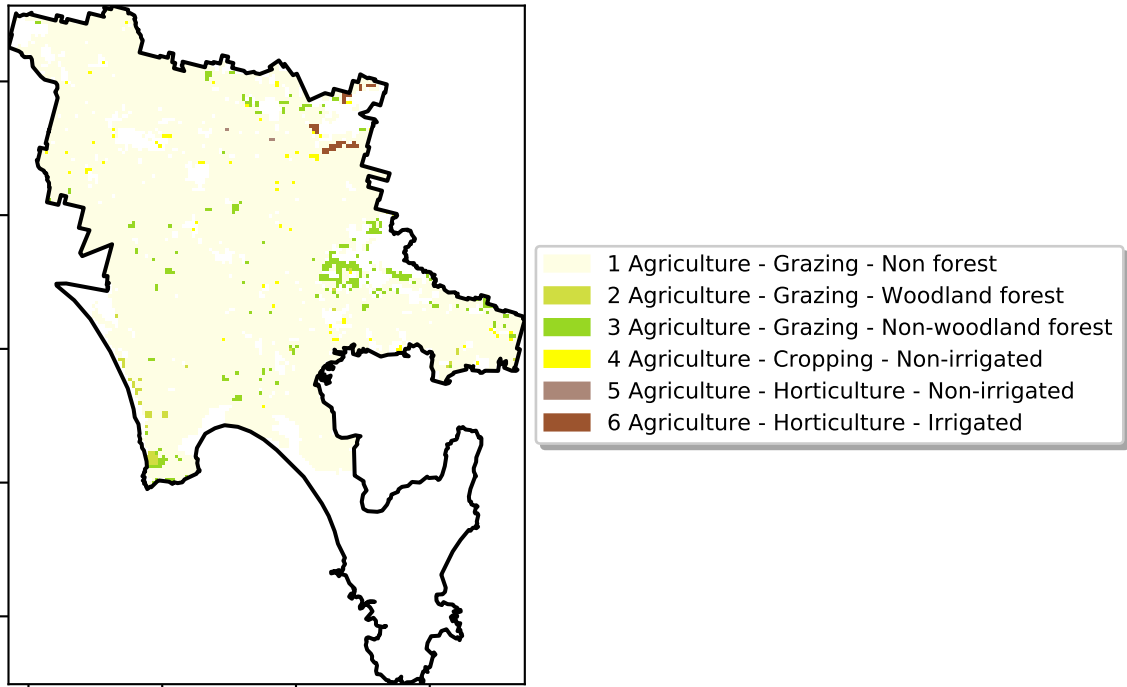 1 Agriculture - Grazing - Non forest
2 Agriculture - Grazing - Woodland forest
3 Agriculture - Grazing - Non-woodland forest
4 Agriculture - Cropping - Non-irrigated
5 Agriculture - Horticulture - Non-irrigated
6 Agriculture - Horticulture - Irrigated